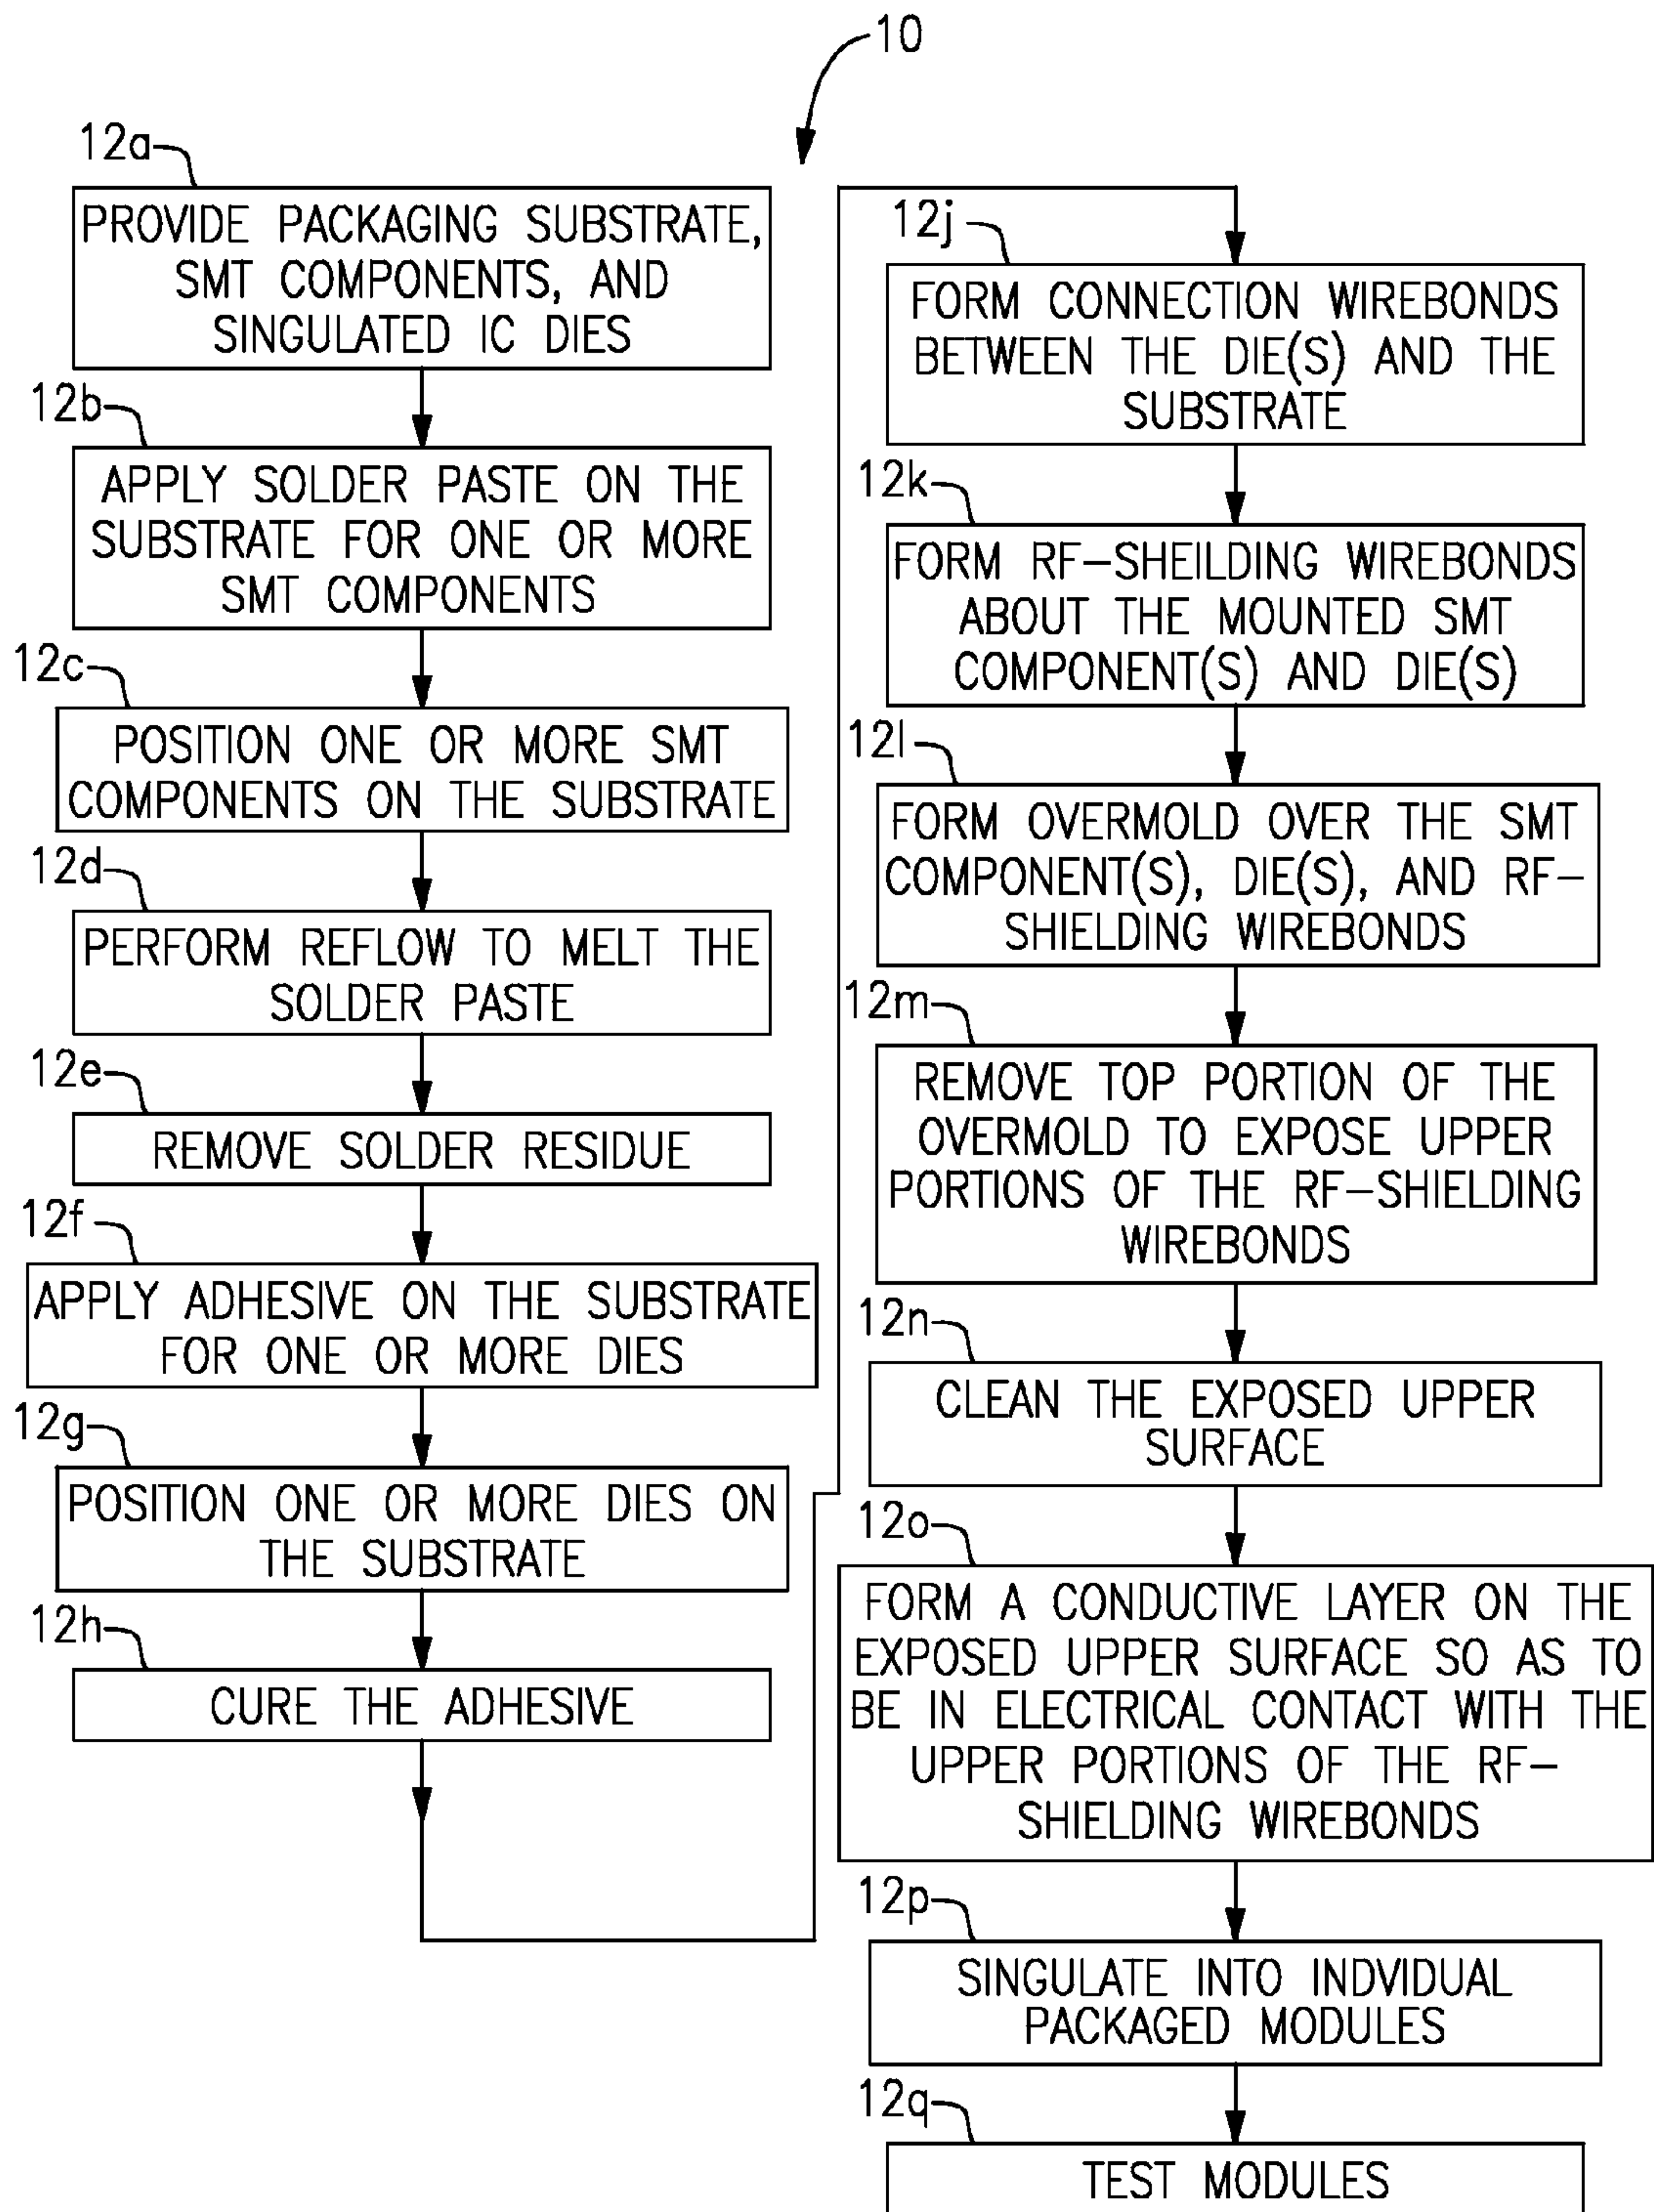 10
12a
PROVIDE PACKAGING SUBSTRATE,
SMT COMPONENTS, AND
SINGULATED IC DIES
12b
APPLY SOLDER PASTE ON THE
SUBSTRATE FOR ONE OR MORE
SMT COMPONENTS
12c
POSITION ONE OR MORE SMT
COMPONENTS ON THE SUBSTRATE
12d
PERFORM REFLOW TO MELT THE
SOLDER PASTE
12e
REMOVE SOLDER RESIDUE
12f
APPLY ADHESIVE ON THE SUBSTRATE
FOR ONE OR MORE DIES
12g
POSITION ONE OR MORE DIES ON
THE SUBSTRATE
12h
CURE THE ADHESIVE
12j
FORM CONNECTION WIREBONDS
BETWEEN THE DIE(S) AND THE
SUBSTRATE
12k
FORM RF-SHEILDING WIREBONDS
ABOUT THE MOUNTED SMT
COMPONENT(S) AND DIE(S)
12l
FORM OVERMOLD OVER THE SMT
COMPONENT(S), DIE(S), AND RF-
SHIELDING WIREBONDS
12m
REMOVE TOP PORTION OF THE
OVERMOLD TO EXPOSE UPPER
PORTIONS OF THE RF-SHIELDING
WIREBONDS
12n
CLEAN THE EXPOSED UPPER
SURFACE
12o
FORM A CONDUCTIVE LAYER ON THE
EXPOSED UPPER SURFACE SO AS TO
BE IN ELECTRICAL CONTACT WITH THE
UPPER PORTIONS OF THE RF-
SHIELDING WIREBONDS
12p
SINGULATE INTO INDVIDUAL
PACKAGED MODULES
12q
TEST MODULES